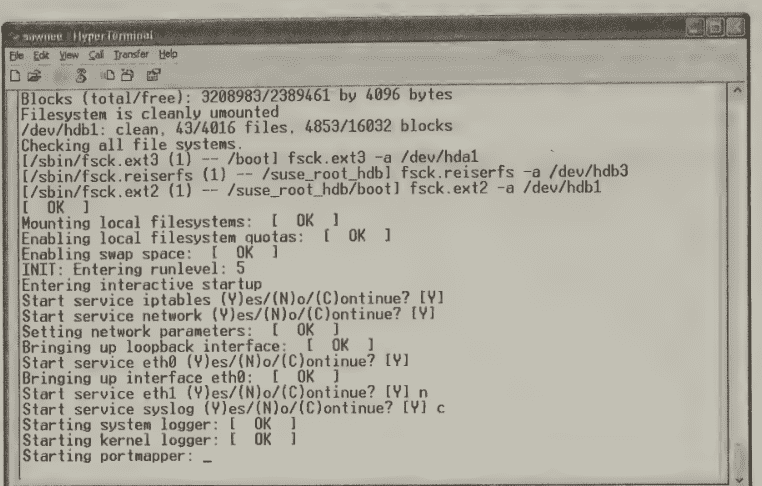 sawnee - HyperTerminal
File Edit View Call Transfer Help
Blocks (total/free): 3208983/2389461 by 4096 bytes
Filesystem is cleanly umounted
/dev/hdb1: clean, 43/4016 files, 4853/16032 blocks
Checking all file systems.
[/sbin/fsck.ext3 (1) -- /boot] fsck.ext3 -a /dev/hda1
[/sbin/fsck.reiserfs (1) -- /suse_root_hdb] fsck.reiserfs -a /dev/hdb3
[/sbin/fsck.ext2 (1) -- /suse_root_hdb/boot] fsck.ext2 -a /dev/hdb1
[ OK ]
Mounting local filesystems: [ OK ]
Enabling local filesystem quotas: [ OK ]
Enabling swap space: [ OK ]
INIT: Entering runlevel: 5
Entering interactive startup
Start service iptables (Y)es/(N)o/(C)ontinue? [Y]
Start service network (Y)es/(N)o/(C)ontinue? [Y]
Setting network parameters: [ OK ]
Bringing up loopback interface: [ OK ]
Start service eth0 (Y)es/(N)o/(C)ontinue? [Y]
Bringing up interface eth0: [ OK ]
Start service eth1 (Y)es/(N)o/(C)ontinue? [Y] n
Start service syslog (Y)es/(N)o/(C)ontinue? [Y] c
Starting system logger: [ OK ]
Starting kernel logger: [ OK ]
Starting portmapper: _